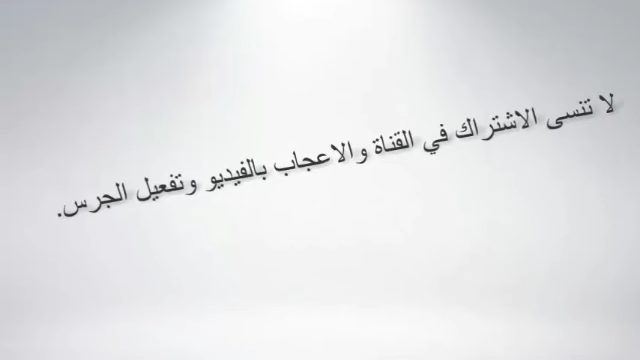 لا تنسى الاشتراك في القناة والاعجاب بالفيديو وتفعيل الجرس.